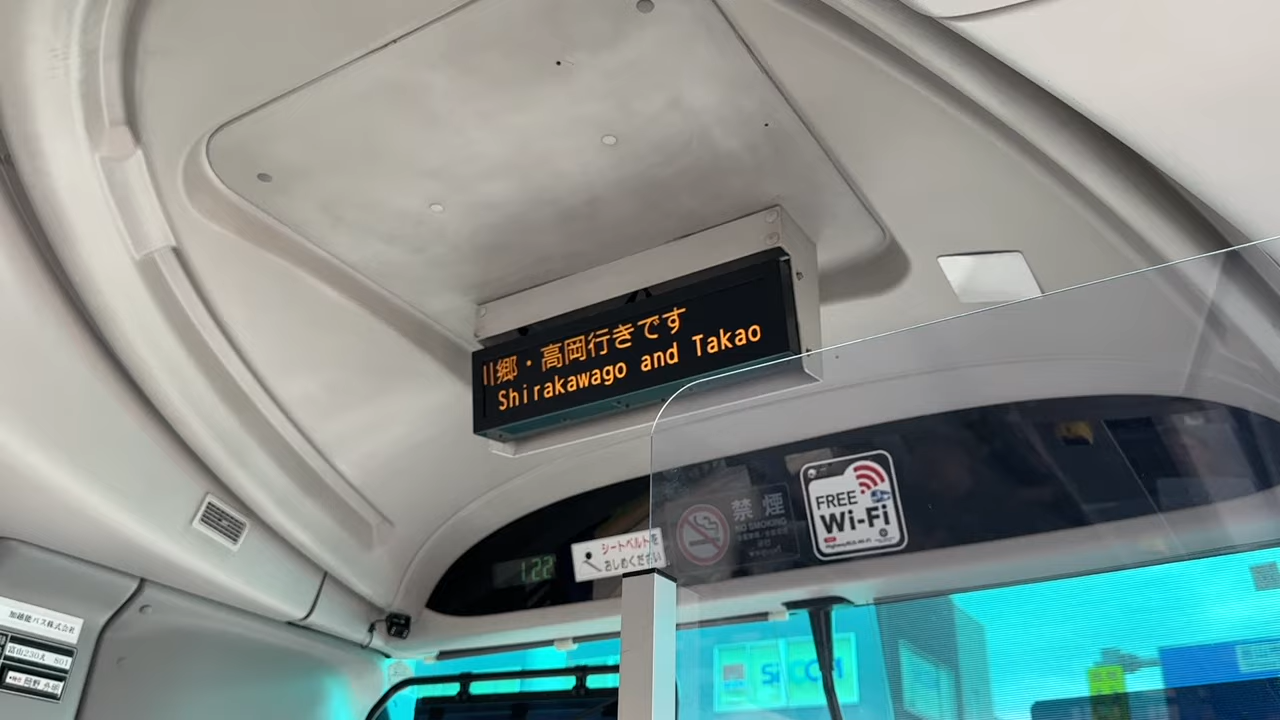 川郷・高岡行きです
Shirakawago and Takao
禁煙
NO SMOKING
FREE
Wi-Fi
シートベルトを
おしめください
1:22
加越能バス株式会社
富山230あ 801